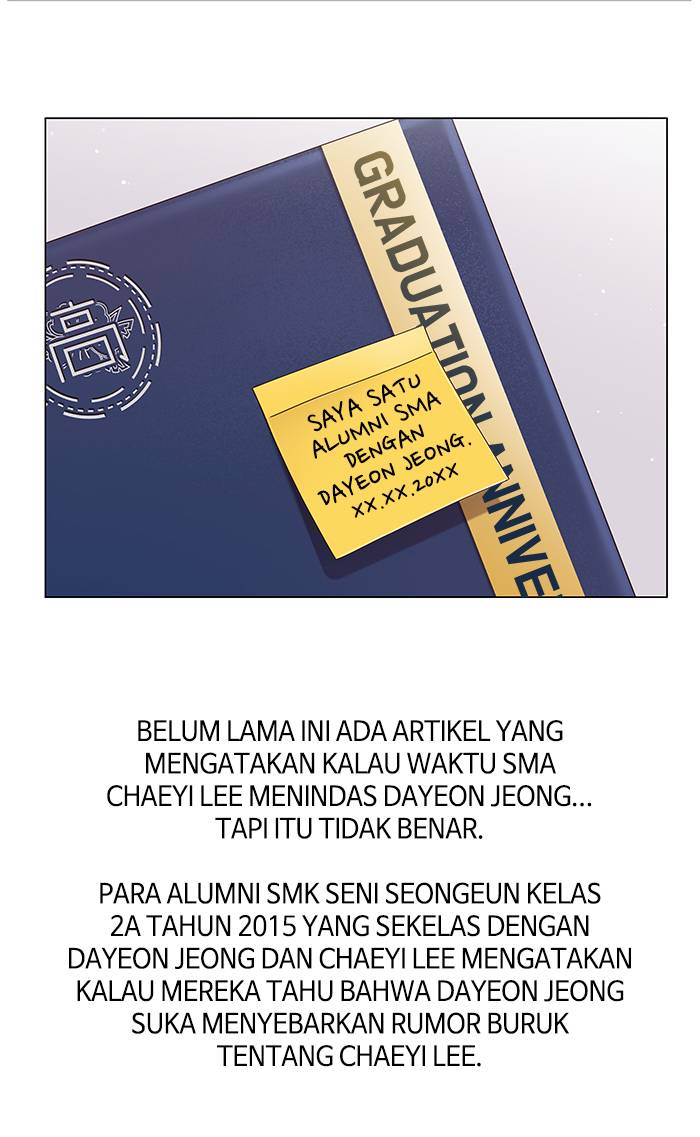 高
GRADUATION ANNIVE
SAYA SATU
ALUMNI SMA
DENGAN
DAYEON JEONG.
XX.XX.20XX
BELUM LAMA INI ADA ARTIKEL YANG
MENGATAKAN KALAU WAKTU SMA
CHAEYI LEE MENINDAS DAYEON JEONG...
TAPI ITU TIDAK BENAR.
PARA ALUMNI SMK SENI SEONGEUN KELAS
2A TAHUN 2015 YANG SEKELAS DENGAN
DAYEON JEONG DAN CHAEYI LEE MENGATAKAN
KALAU MEREKA TAHU BAHWA DAYEON JEONG
SUKA MENYEBARKAN RUMOR BURUK
TENTANG CHAEYI LEE.